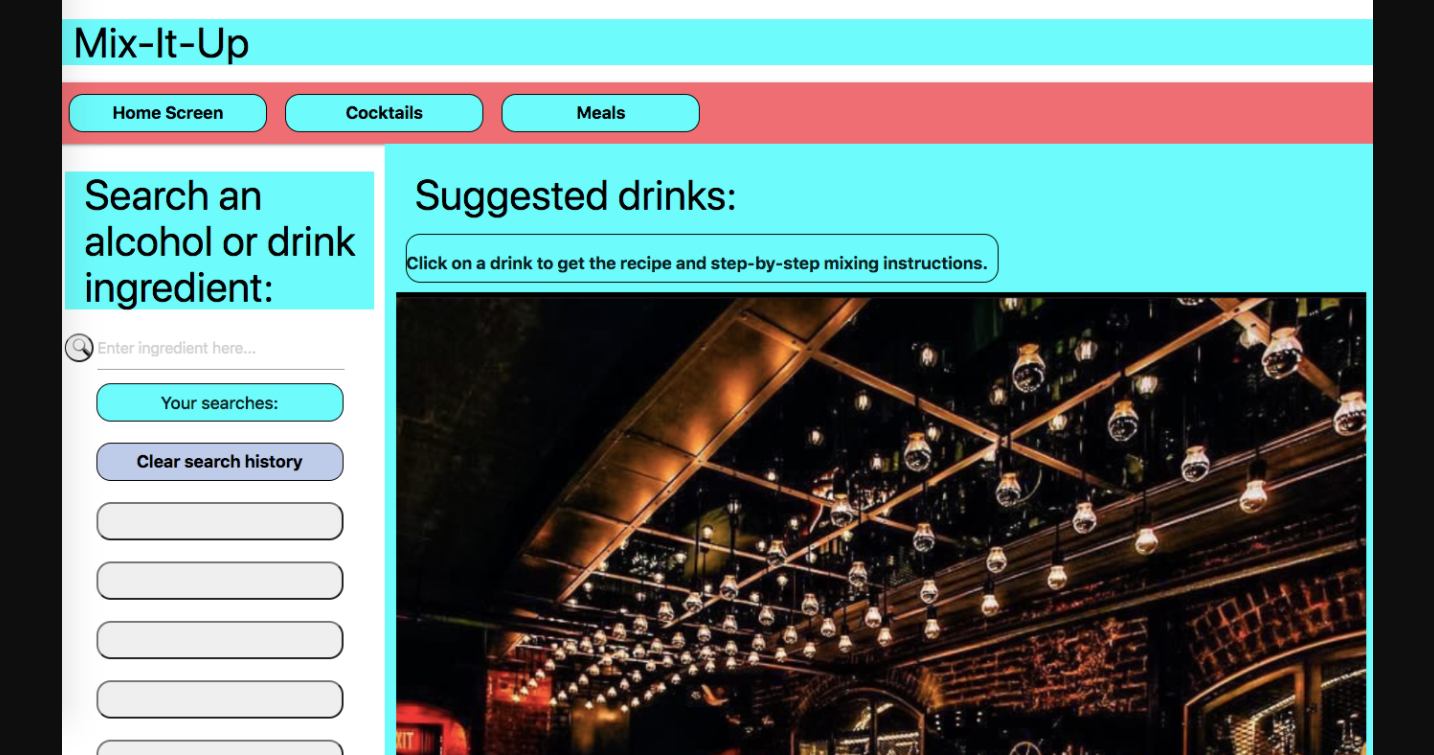 Mix-It-Up
Home Screen
Cocktails
Meals
Search an
alcohol or drink
ingredient:
Enter ingredient here...
Your searches:
Clear search history
Suggested drinks:
Click on a drink to get the recipe and step-by-step mixing instructions.
EXIT